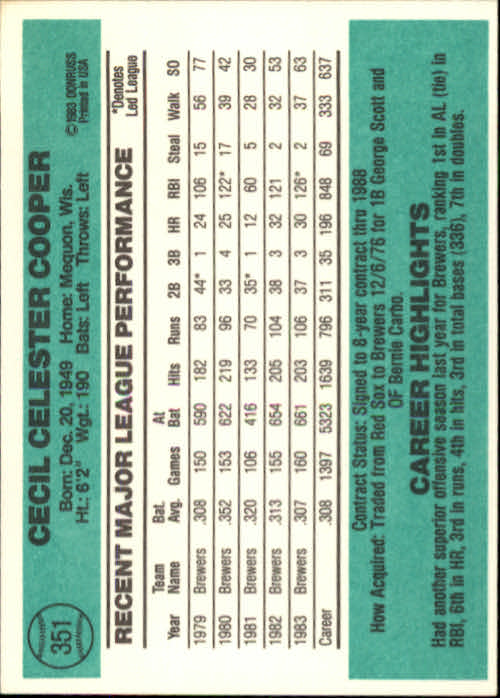 351
CECIL CELESTER COOPER
©1983 DONRUSS
Printed in USA
Born: Dec. 20, 1949 Home: Mequon, Wis.
Ht.: 6'2" Wgt.: 190 Bats: Left Throws: Left
RECENT MAJOR LEAGUE PERFORMANCE
*Denotes
Led League
Year Team Name Bat. Avg. Games At Bat Hits Runs 2B 3B HR RBI Steal Walk SO
1979 Brewers .308 150 590 182 83 44* 1 24 106 15 56 77
1980 Brewers .352 153 622 219 96 33 4 25 122* 17 39 42
1981 Brewers .320 106 416 133 70 35* 1 12 60 5 28 30
1982 Brewers .313 155 654 205 104 38 3 32 121 2 32 53
1983 Brewers .307 160 661 203 106 37 3 30 126* 2 37 63
Career .308 1397 5323 1639 796 311 35 196 848 69 333 637
Contract Status: Signed to 8-year contract thru 1988
How Acquired: Traded from Red Sox to Brewers 12/6/76 for 1B George Scott and
OF Bernie Carbo.
CAREER HIGHLIGHTS
Had another superior offensive season last year for Brewers, ranking 1st in AL (tie) in
RBI, 6th in HR, 3rd in runs, 4th in hits, 3rd in total bases (336), 7th in doubles.